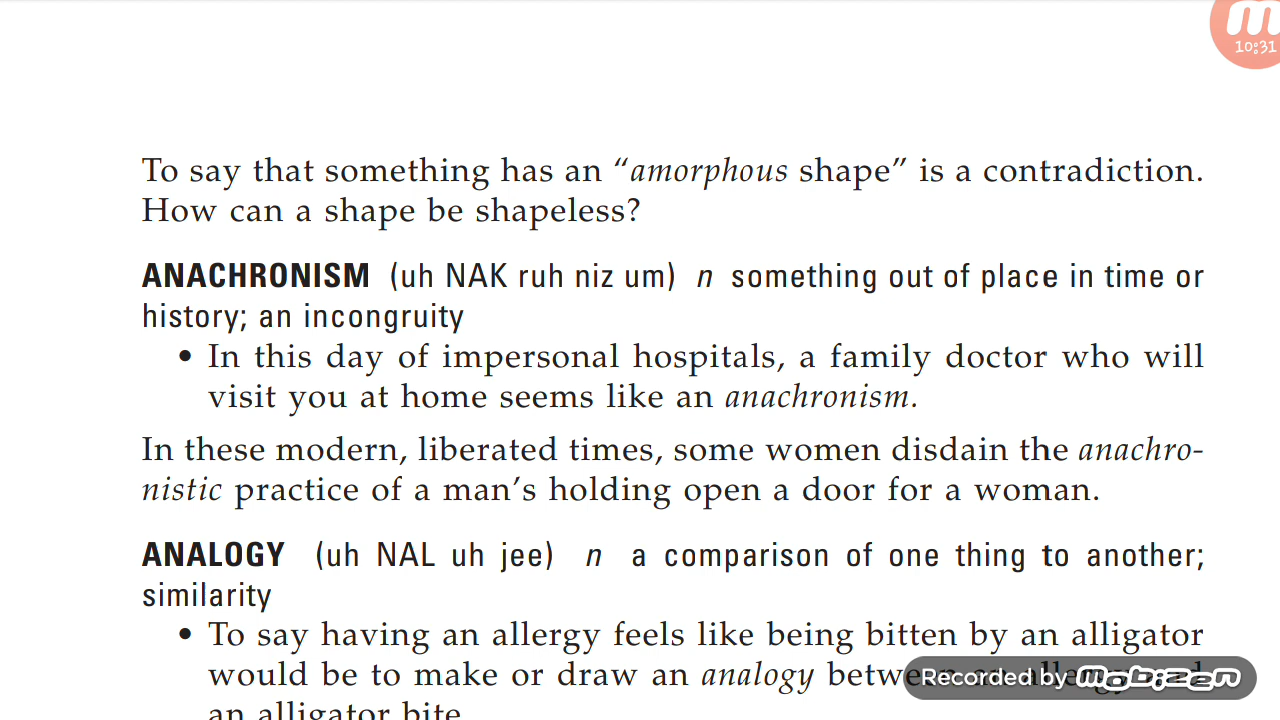 10:31
To say that something has an “amorphous shape” is a contradiction.
How can a shape be shapeless?
ANACHRONISM (uh NAK ruh niz um) n something out of place in time or
history; an incongruity
• In this day of impersonal hospitals, a family doctor who will
visit you at home seems like an anachronism.
In these modern, liberated times, some women disdain the anachro-
nistic practice of a man’s holding open a door for a woman.
ANALOGY (uh NAL uh jee) n a comparison of one thing to another;
similarity
• To say having an allergy feels like being bitten by an alligator
would be to make or draw an analogy between an allergy and
an alligator bite
Recorded by mobizen